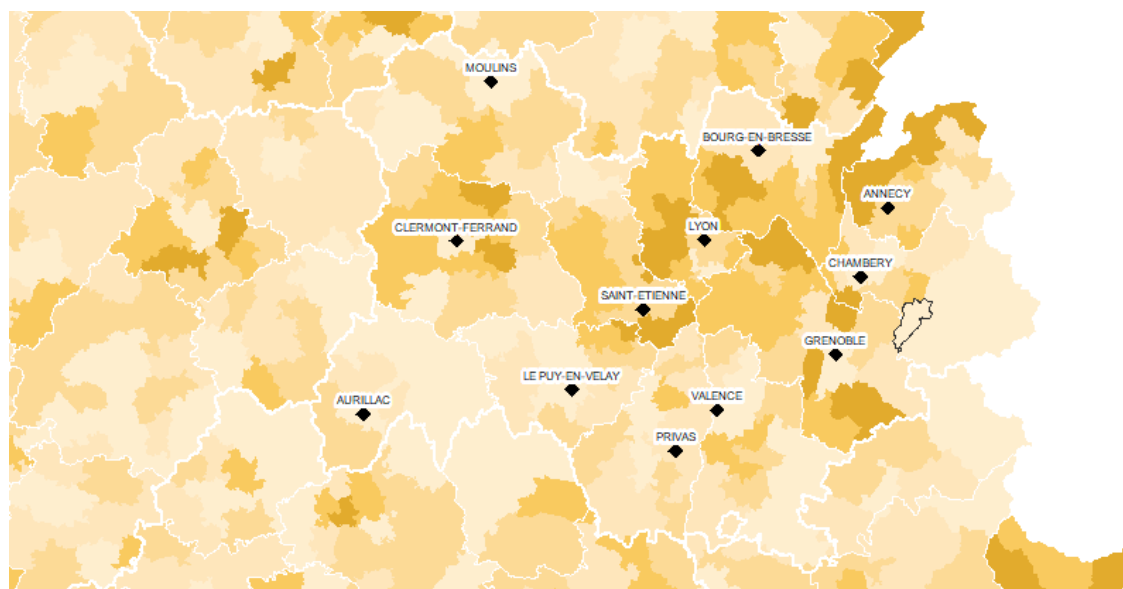 MOULINS
BOURG-EN-BRESSE
ANNECY
CLERMONT-FERRAND
LYON
CHAMBERY
SAINT-ETIENNE
GRENOBLE
LE PUY-EN-VELAY
AURILLAC
VALENCE
PRIVAS